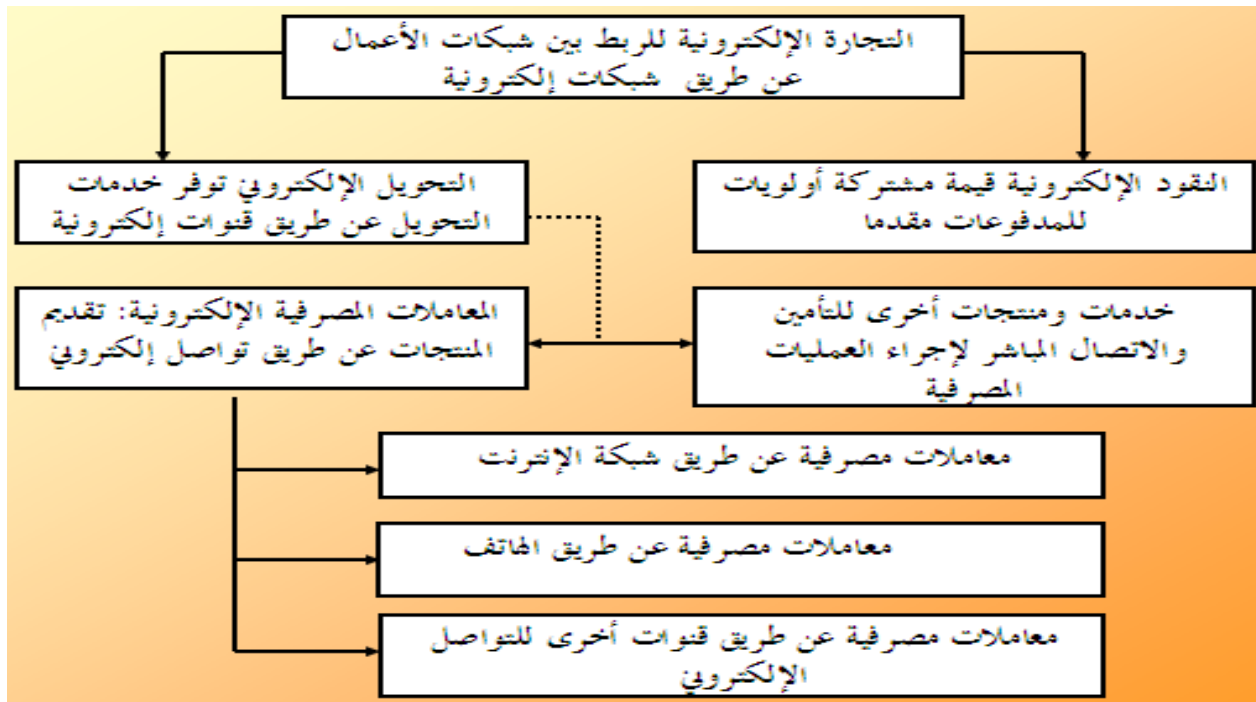 التجارة الإلكترونية للربط بين شبكات الأعمال
عن طريق شبكات إلكترونية
النقود الإلكترونية قيمة مشتركة أولويات
للمدفوعات مقدما
التحويل الإلكتروني توفر خدمات
التحويل عن طريق قنوات إلكترونية
خدمات ومنتجات أخرى للتأمين
والاتصال المباشر لإجراء العمليات
المصرفية
المعاملات المصرفية الإلكترونية: تقديم
المنتجات عن طريق تواصل إلكتروني
معاملات مصرفية عن طريق شبكة الإنترنت
معاملات مصرفية عن طريق الهاتف
معاملات مصرفية عن طريق قنوات أخرى للتواصل
الإلكتروني